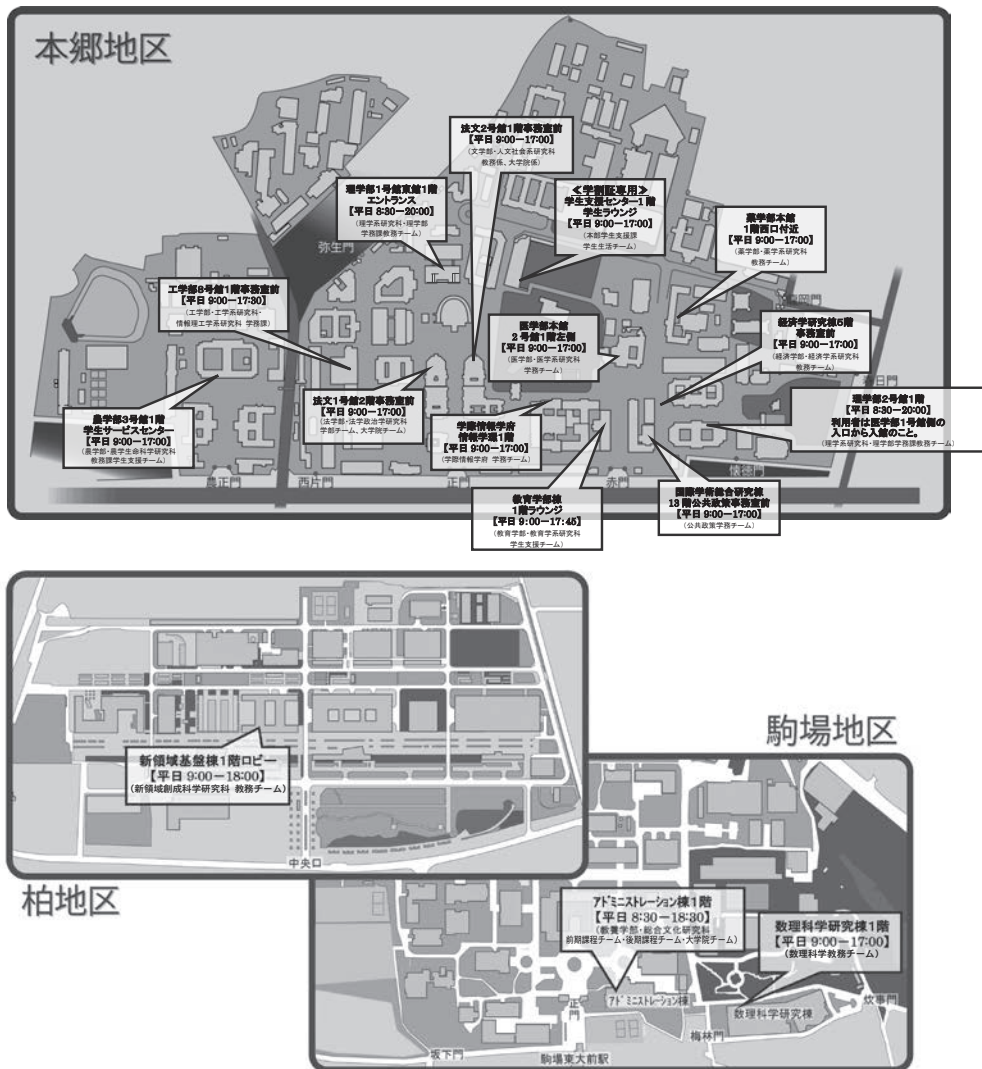 本郷地区
法文2号館1階事務室前
【平日 9:00−17:00】
(文学部・人文社会系研究科
教務係、大学院係)
理学部1号館東館1階
エントランス
【平日 8:30−20:00】
(理学系研究科・理学部
学務課教務チーム)
≪学割証専用≫
学生支援センター1階
学生ラウンジ
【平日 9:00−17:00】
(本部学生支援課
学生生活チーム)
薬学部本館
1階西口付近
【平日 9:00−17:00】
(薬学部・薬学系研究科
教務チーム)
弥生門
工学部8号館1階事務室前
【平日 9:00−17:30】
(工学部・工学系研究科・
情報理工学系研究科 学務課)
医学部本館
2号館1階左側
【平日 9:00−17:00】
(医学部・医学系研究科
学務チーム)
経済学研究棟5階
事務室前
【平日 9:00−17:00】
(経済学部・経済学系研究科
教務チーム)
農学部3号館1階
学生サービスセンター
【平日 9:00−17:00】
(農学部・農学生命科学研究科
教務課学生支援チーム)
法文1号館2階事務室前
【平日 9:00−17:00】
(法学部・法学政治学研究科
学部チーム、大学院チーム)
学際情報学府
情報学環1階
【平日 9:00−17:00】
(学際情報学府 学務チーム)
理学部2号館1階
【平日 8:30−20:00】
利用者は医学部1号館側の
入口から入館のこと。
(理学系研究科・理学部学務課教務チーム)
農正門
西片門
正門
赤門
懐徳門
教育学部棟
1階ラウンジ
【平日 9:00−17:45】
(教育学部・教育学系研究科
学生支援チーム)
国際学術総合研究棟
13階公共政策事務室前
【平日 9:00−17:00】
(公共政策学務チーム)
新領域基盤棟1階ロビー
【平日 9:00−18:00】
(新領域創成科学研究科 教務チーム)
中央口
柏地区
駒場地区
アドミニストレーション棟1階
【平日 8:30−18:30】
(教養学部・総合文化研究科
前期課程チーム・後期課程チーム・大学院チーム)
数理科学研究棟1階
【平日 9:00−17:00】
(数理科学教務チーム)
アドミニストレーション棟
数理科学研究棟
炊事門
正門
梅林門
坂下門
駒場東大前駅